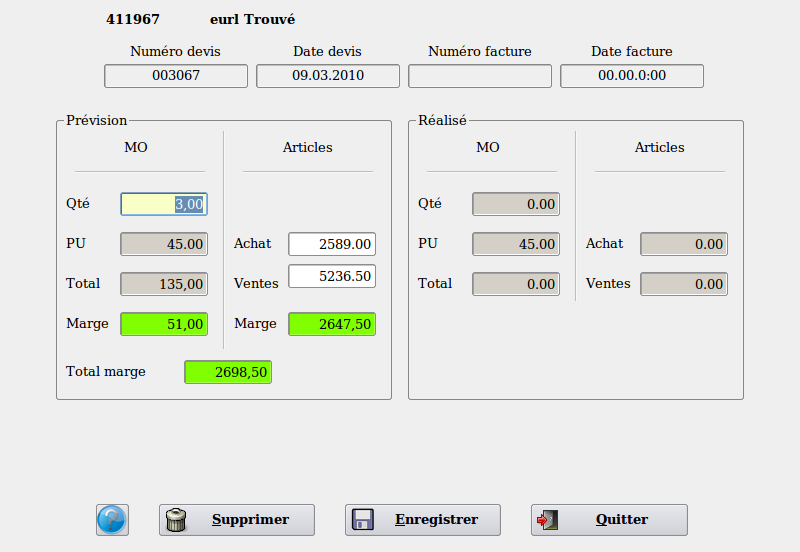 411967 eurl Trouvé
Numéro devis Date devis Numéro facture Date facture
003067 09.03.2010 00.00.0:00
Prévision Réalisé
MO Articles MO Articles
Qté 3,00 Qté 0.00
PU 45.00 Achat 2589.00 PU 45.00 Achat 0.00
Total 135,00 Ventes 5236.50 Total 0.00 Ventes 0.00
Marge 51,00 Marge 2647,50
Total marge 2698,50
? Supprimer Enregistrer Quitter